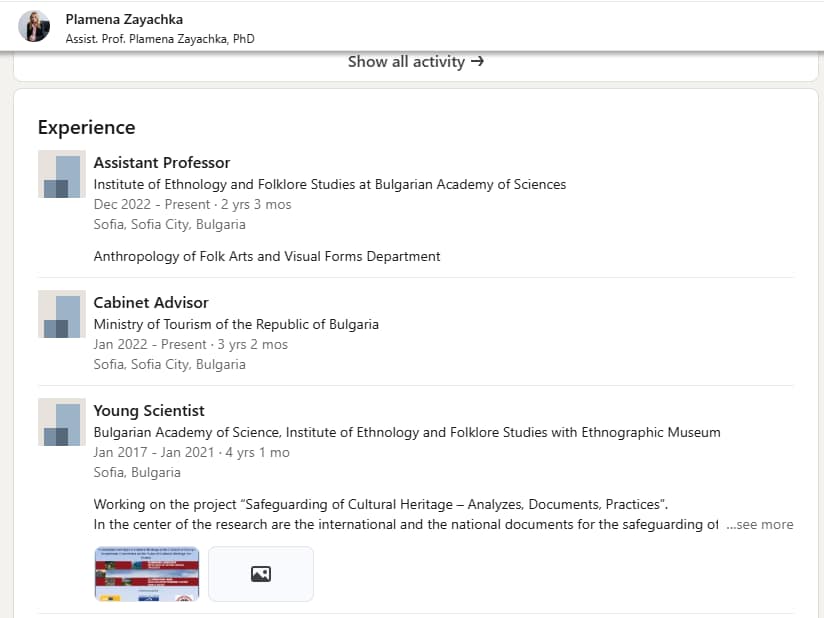 Plamena Zayachka
Assist. Prof. Plamena Zayachka, PhD
Show all activity →
Experience
Assistant Professor
Institute of Ethnology and Folklore Studies at Bulgarian Academy of Sciences
Dec 2022 - Present · 2 yrs 3 mos
Sofia, Sofia City, Bulgaria
Anthropology of Folk Arts and Visual Forms Department
Cabinet Advisor
Ministry of Tourism of the Republic of Bulgaria
Jan 2022 - Present · 3 yrs 2 mos
Sofia, Sofia City, Bulgaria
Young Scientist
Bulgarian Academy of Science, Institute of Ethnology and Folklore Studies with Ethnographic Museum
Jan 2017 - Jan 2021 · 4 yrs 1 mo
Sofia, Bulgaria
Working on the project “Safeguarding of Cultural Heritage – Analyzes, Documents, Practices”.
In the center of the research are the international and the national documents for the safeguarding of ...see more